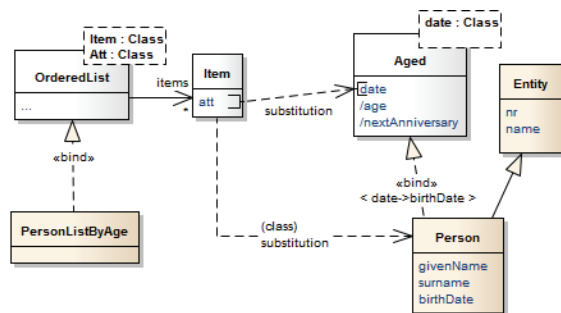 Item : Class
Att : Class
OrderedList
...
items
*
Item
att
substitution
date : Class
Aged
date
/age
/nextAnniversary
Entity
nr
name
«bind»
«bind»
< date->birthDate >
PersonListByAge
(class)
substitution
Person
givenName
surname
birthDate